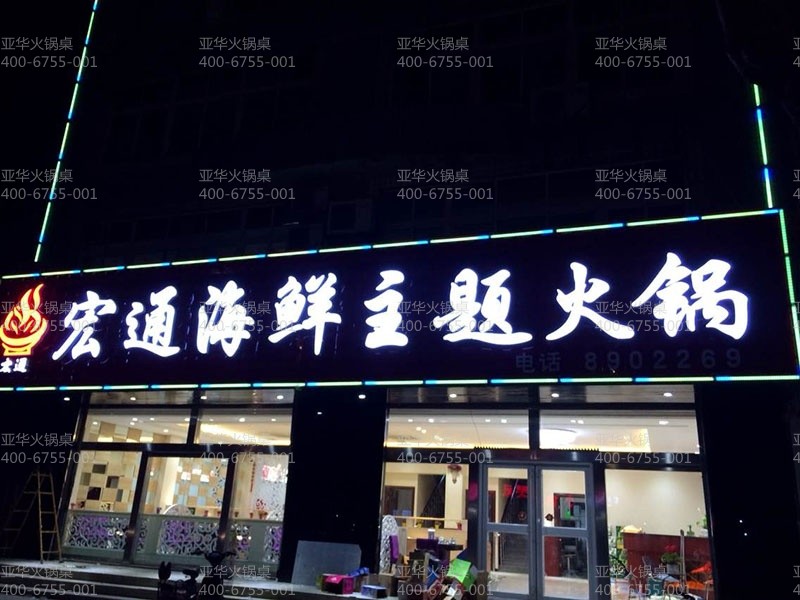 宏通海鲜主题火锅
宏通
电话 8902269
亚华火锅桌
400-6755-001